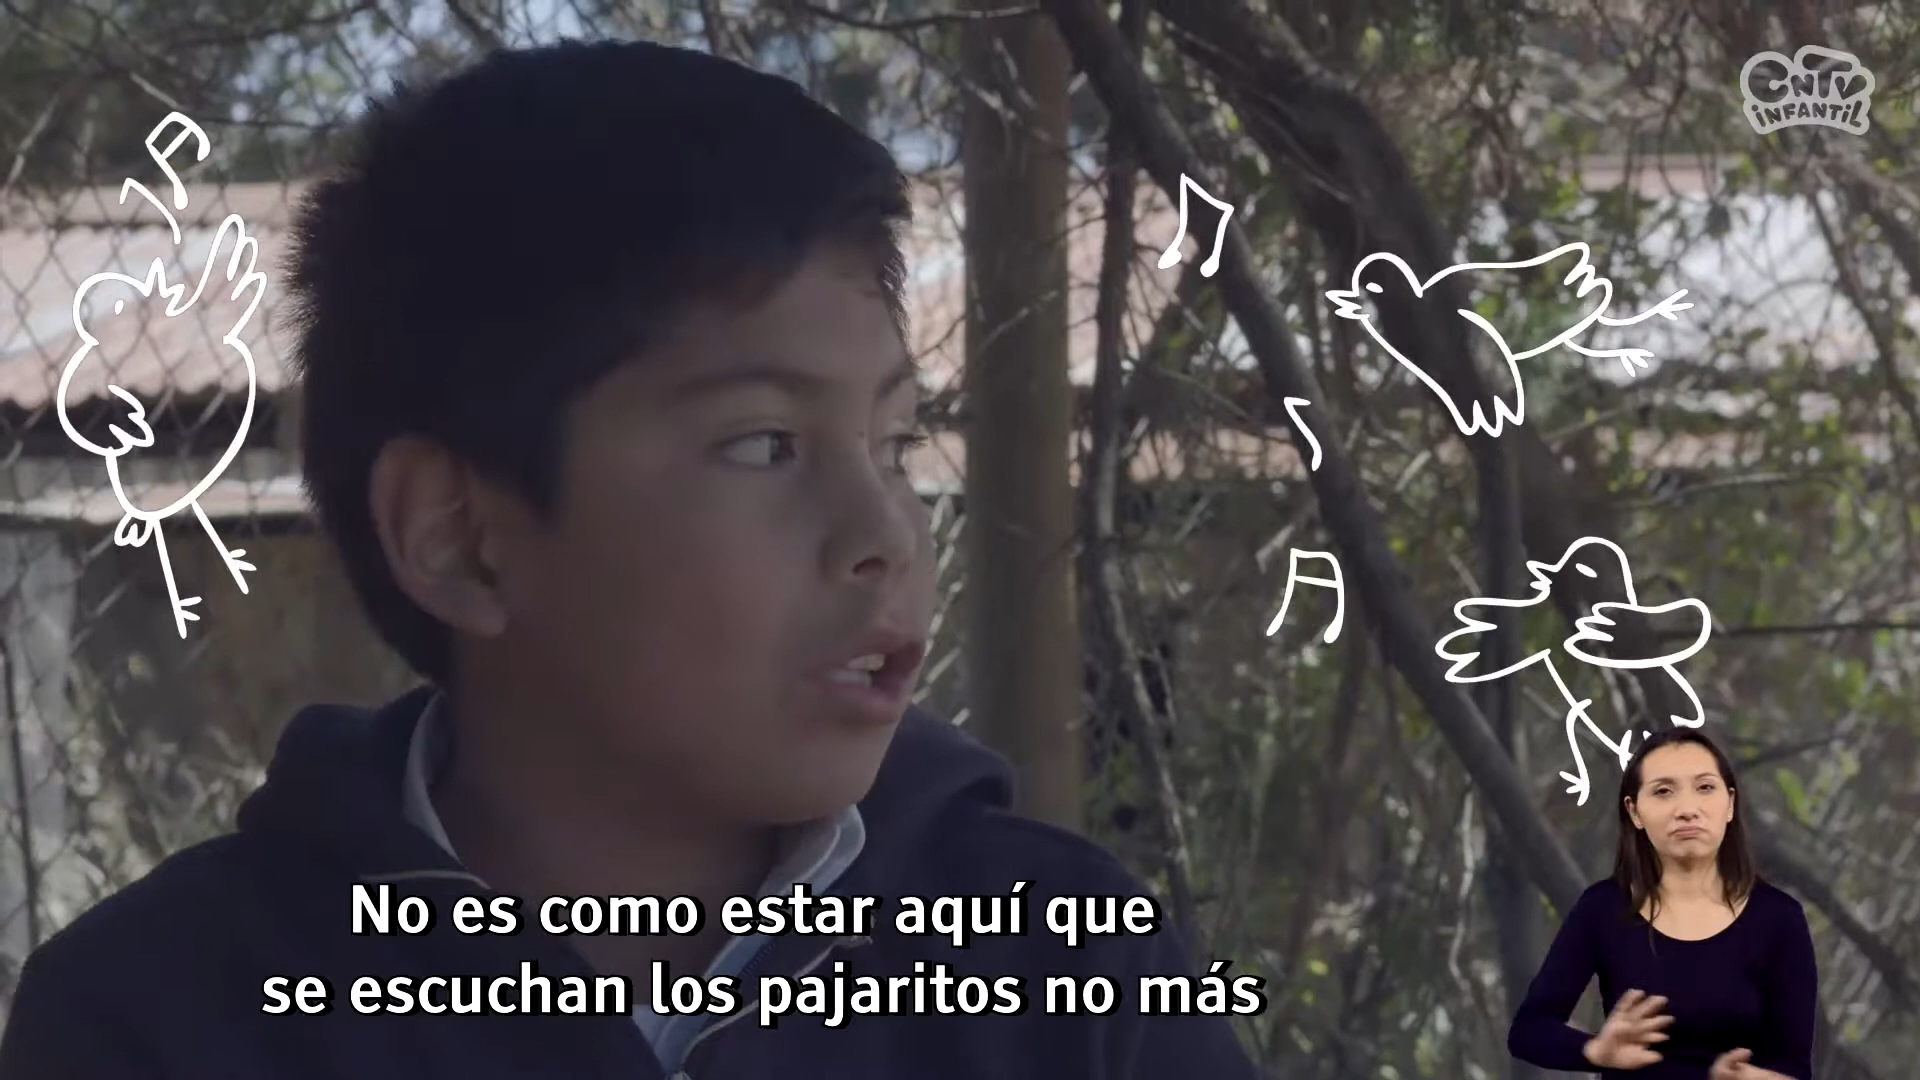 CNTV
INFANTIL
No es como estar aquí que
se escuchan los pajaritos no más